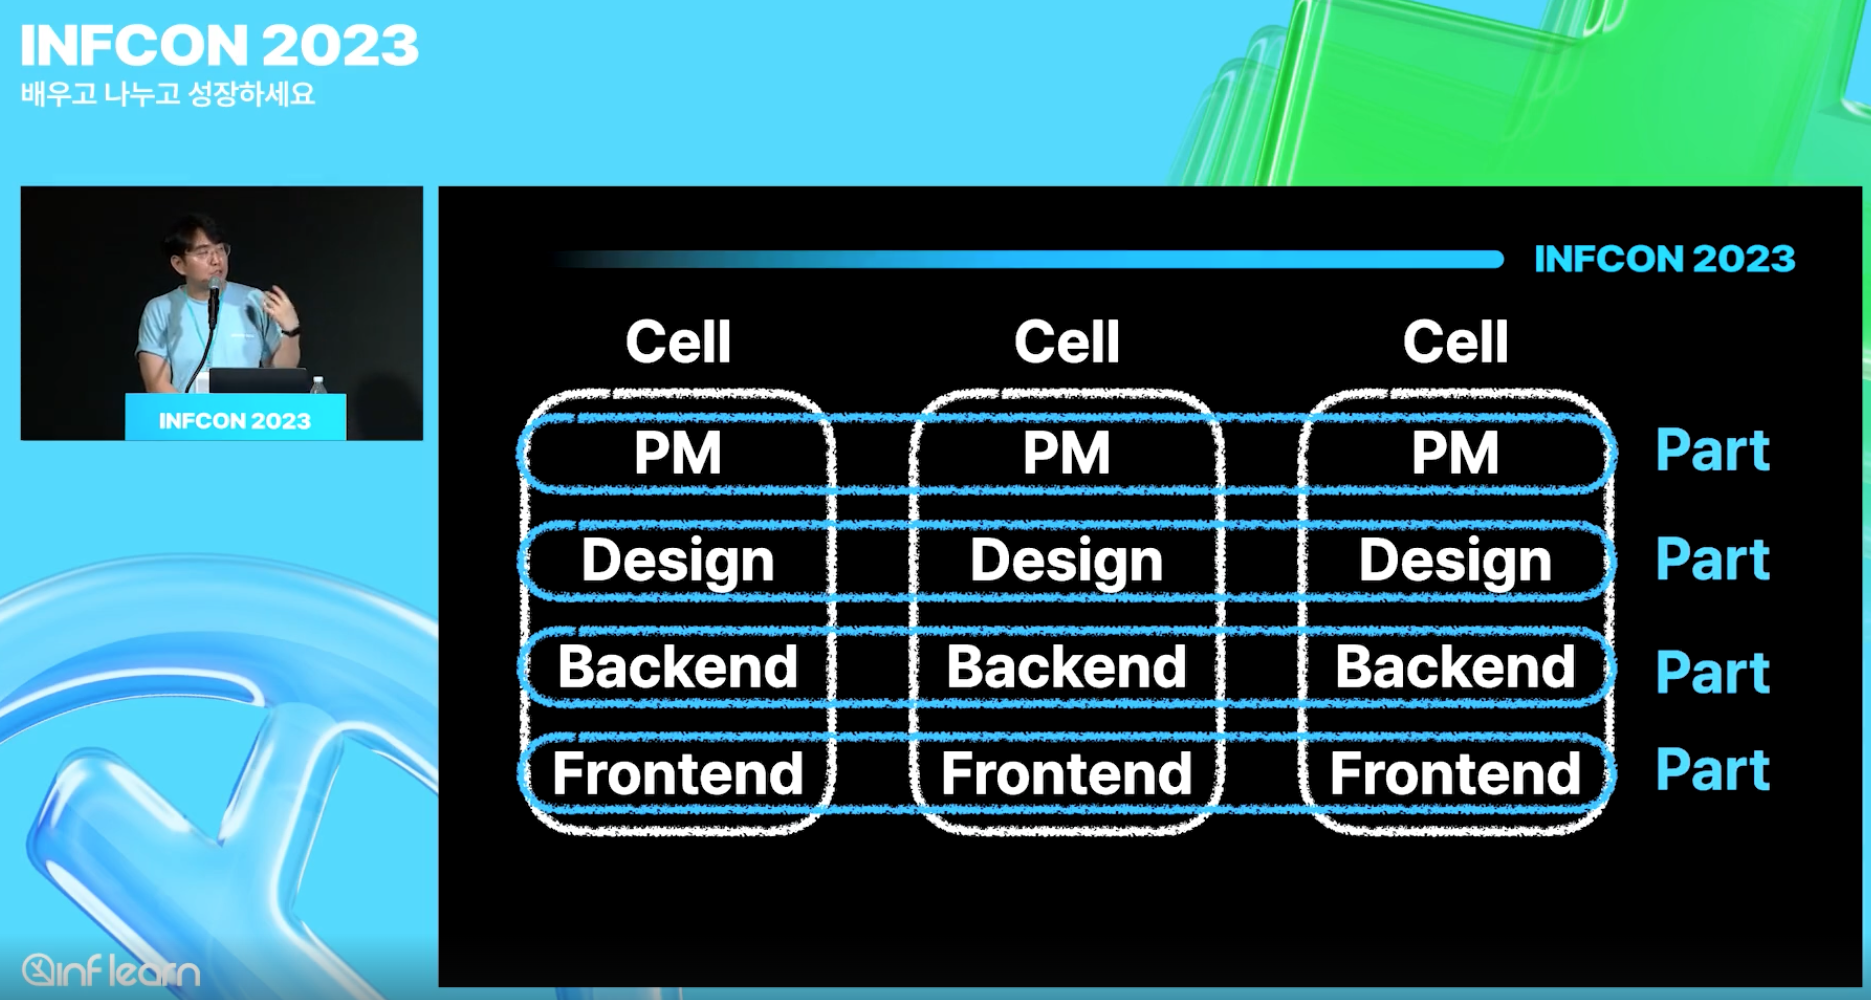 INFCON 2023
배우고 나누고 성장하세요
INFCON 2023
INFCON 2023
Cell Cell Cell
PM PM PM Part
Design Design Design Part
Backend Backend Backend Part
Frontend Frontend Frontend Part
inflearn